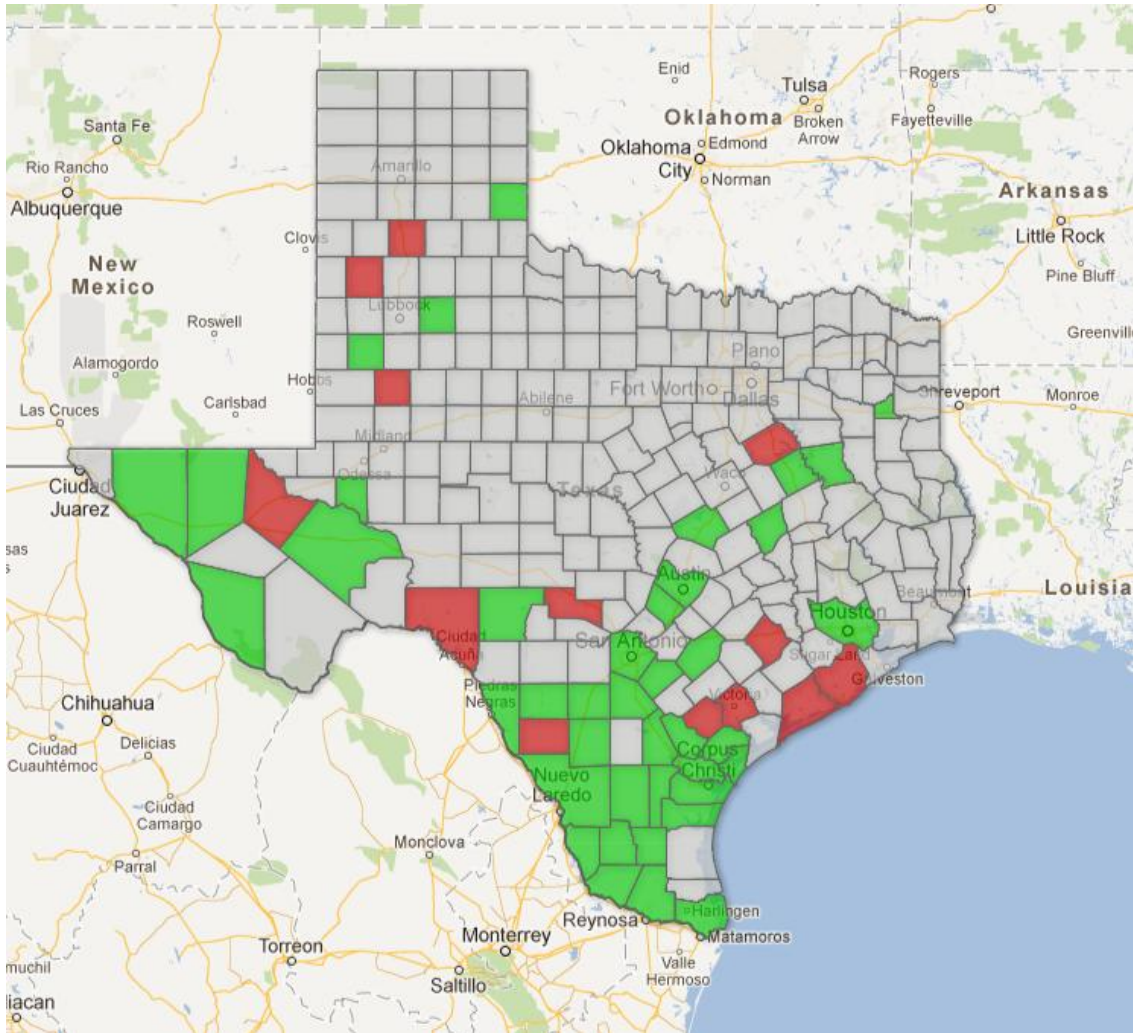 Enid
Rogers
Tulsa
Santa Fe
Broken
Arrow
Fayetteville
Oklahoma
Edmond
Oklahoma
City
Rio Rancho
Amarillo
Norman
Albuquerque
Arkansas
Clovis
Little Rock
New
Mexico
Pine Bluff
Lubbock
Roswell
Greenville
Plano
Alamogordo
Hobbs
Fort Worth
Dallas
Abilene
Carlsbad
Shreveport
Monroe
Las Cruces
Midland
Odessa
Waco
Ciudad
Juarez
Texas
sas
s
Austin
Louisia
Beaumont
Houston
Ciudad
Acuña
San Antonio
Sugar Land
Galveston
Piedras
Negras
Victoria
Chihuahua
Ciudad
Cuauhtémoc
Delicias
Corpus
Christi
Nuevo
Laredo
Ciudad
Camargo
Monclova
Parral
Harlingen
Reynosa
Matamoros
Torreon
Monterrey
Valle
Hermoso
muchil
Saltillo
liacan